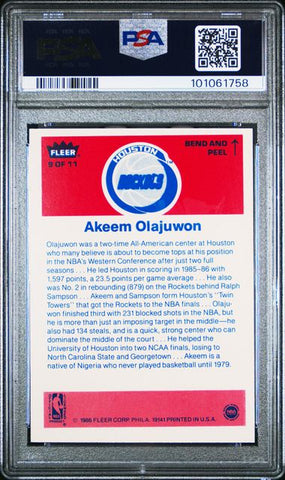 PSA
PSA
101061758
FLEER
9 OF 11
BEND AND
PEEL
HOUSTON
ROCKETS
Akeem Olajuwon
Olajuwon was a two-time All-American center at Houston
who many believe is about to become tops at his position
in the NBA's Western Conference after just two full
seasons . . . He led Houston in scoring in 1985-86 with
1,597 points, a 23.5 points per game average . . . He also
was No. 2 in rebounding (879) on the Rockets behind Ralph
Sampson . . . Akeem and Sampson form Houston's "Twin
Towers" that got the Rockets to the NBA finals . . . Olaju-
won finished third with 231 blocked shots in the NBA, but
he is more than just an imposing target in the middle—he
also had 134 steals, and is a quick, strong center who can
dominate the middle of the court . . . He helped the
University of Houston into two NCAA finals, losing to
North Carolina State and Georgetown . . . Akeem is a
native of Nigeria who never played basketball until 1979.
© 1986 FLEER CORP. PHILA. 19141 PRINTED IN U.S.A.